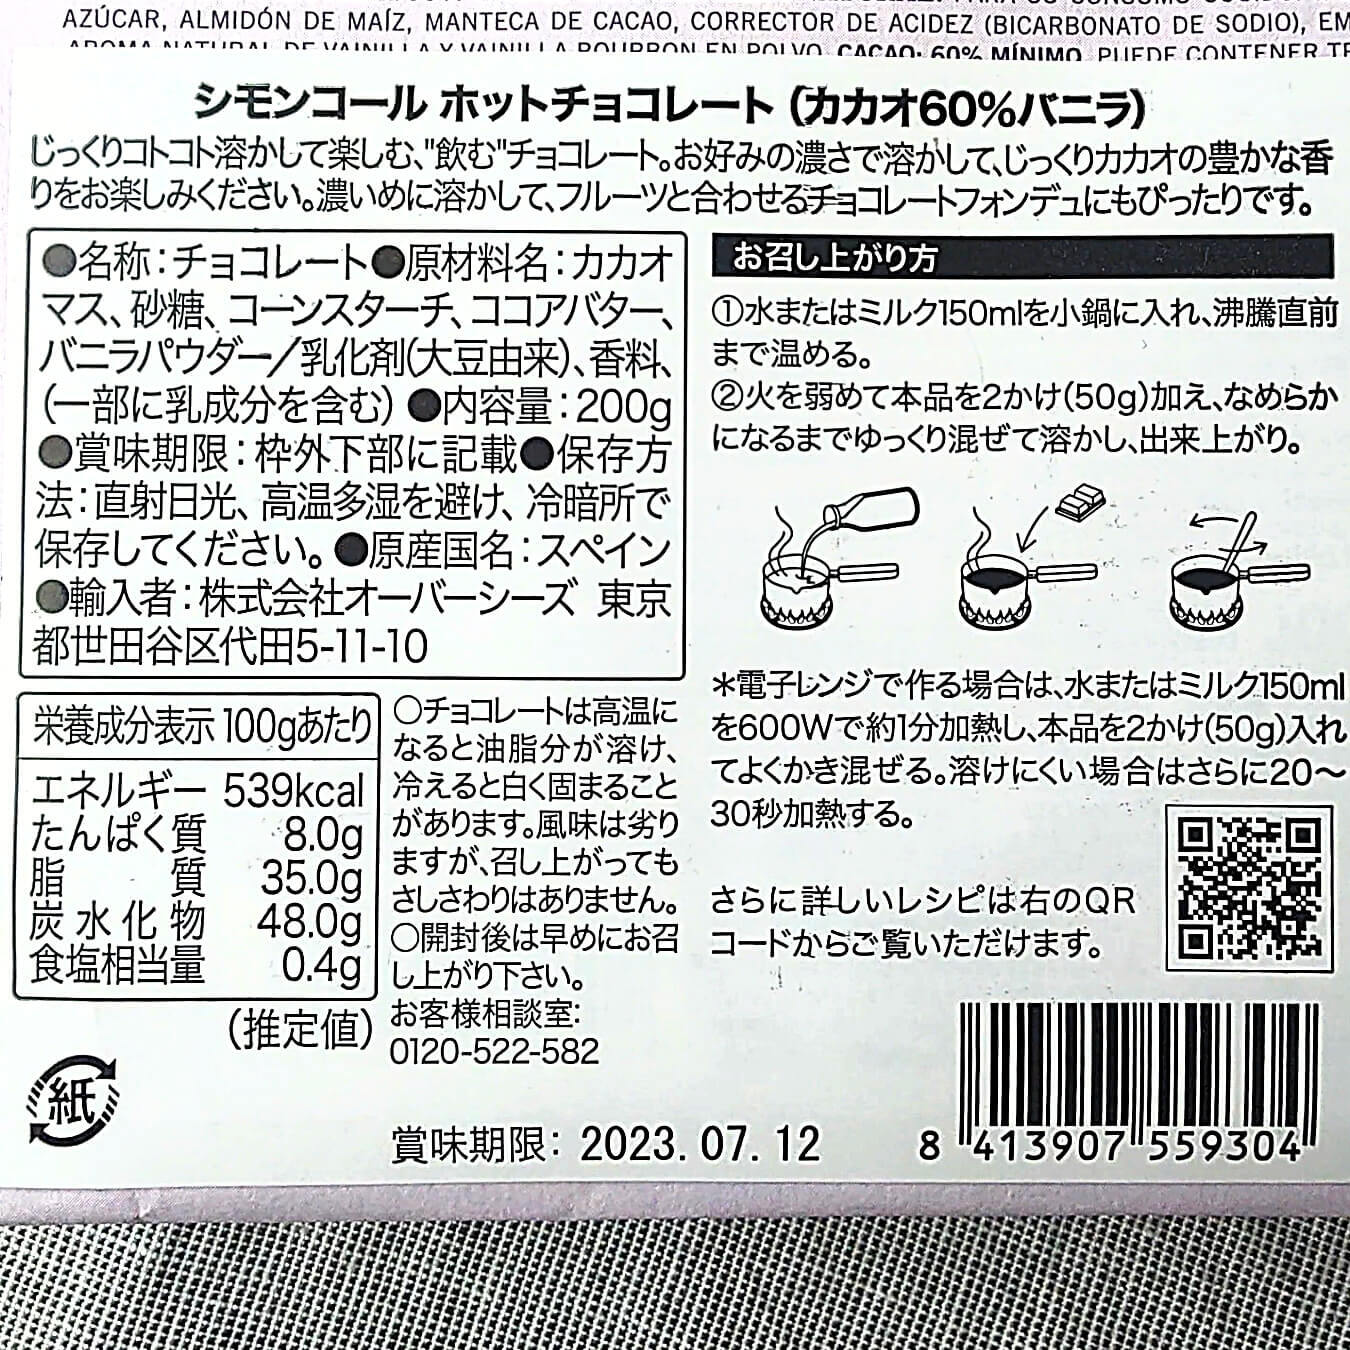 AZÚCAR, ALMIDÓN DE MAÍZ, MANTECA DE CACAO, CORRECTOR DE ACIDEZ (BICARBONATO DE SODIO), EM
AROMA NATURAL DE VAINILLA Y VAINILLA BOURBON EN POLVO. CACAO: 60% MÍNIMO. PUEDE CONTENER TR
シモンコール ホットチョコレート（カカオ60%バニラ）
じっくりコトコト溶かして楽しむ、"飲む"チョコレート。お好みの濃さで溶かして、じっくりカカオの豊かな香
りをお楽しみください。濃いめに溶かして、フルーツと合わせるチョコレートフォンデュにもぴったりです。
●名称：チョコレート●原材料名：カカオ
マス、砂糖、コーンスターチ、ココアバター、
バニラパウダー／乳化剤(大豆由来)、香料、
(一部に乳成分を含む) ●内容量：200g
●賞味期限：枠外下部に記載●保存方
法：直射日光、高温多湿を避け、冷暗所で
保存してください。●原産国名：スペイン
●輸入者：株式会社オーバーシーズ 東京
都世田谷区代田5-11-10
栄養成分表示 100gあたり
エネルギー 539kcal
たんぱく質 8.0g
脂質 35.0g
炭水化物 48.0g
食塩相当量 0.4g
(推定値)
紙
○チョコレートは高温に
なると油脂分が溶け、
冷えると白く固まること
があります。風味は劣り
ますが、召し上がっても
さしさわりはありません。
○開封後は早めにお召
し上がり下さい。
お客様相談室:
0120-522-582
お召し上がり方
①水またはミルク150mlを小鍋に入れ、沸騰直前
まで温める。
②火を弱めて本品を2かけ(50g)加え、なめらか
になるまでゆっくり混ぜて溶かし、出来上がり。
＊電子レンジで作る場合は、水またはミルク150ml
を600Wで約1分加熱し、本品を2かけ(50g)入れ
てよくかき混ぜる。溶けにくい場合はさらに20〜
30秒加熱する。
さらに詳しいレシピは右のQR
コードからご覧いただけます。
賞味期限: 2023.07.12
8 413907 559304